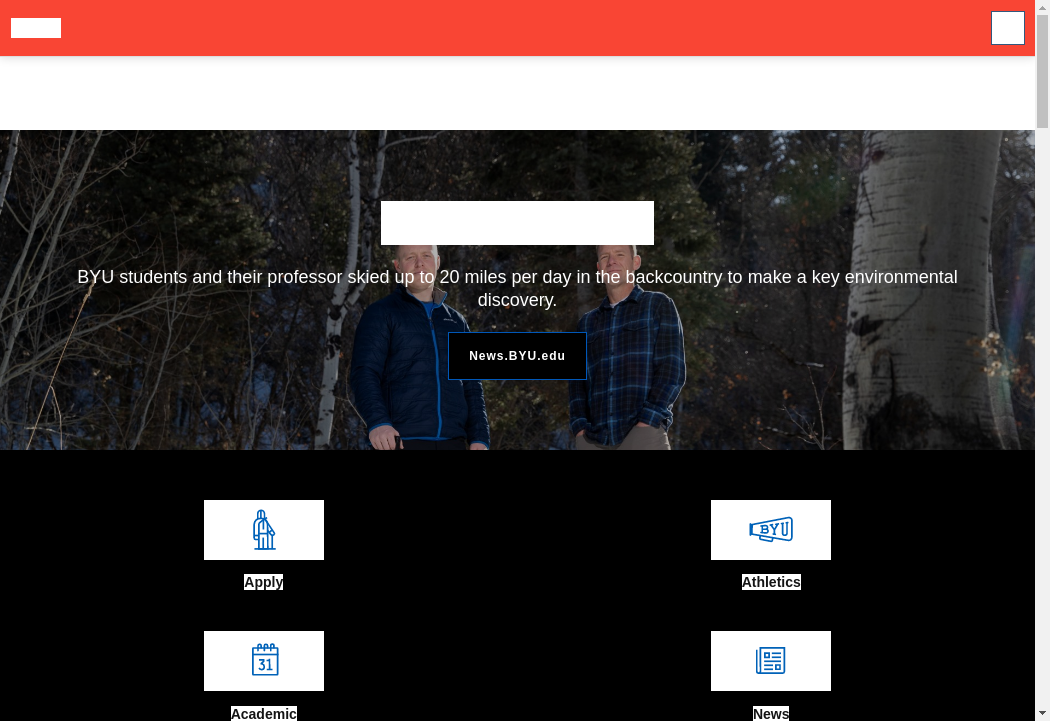 BYU students and their professor skied up to 20 miles per day in the backcountry to make a key environmental
discovery.
News.BYU.edu
BYU
Apply
Athletics
31
Academic
News